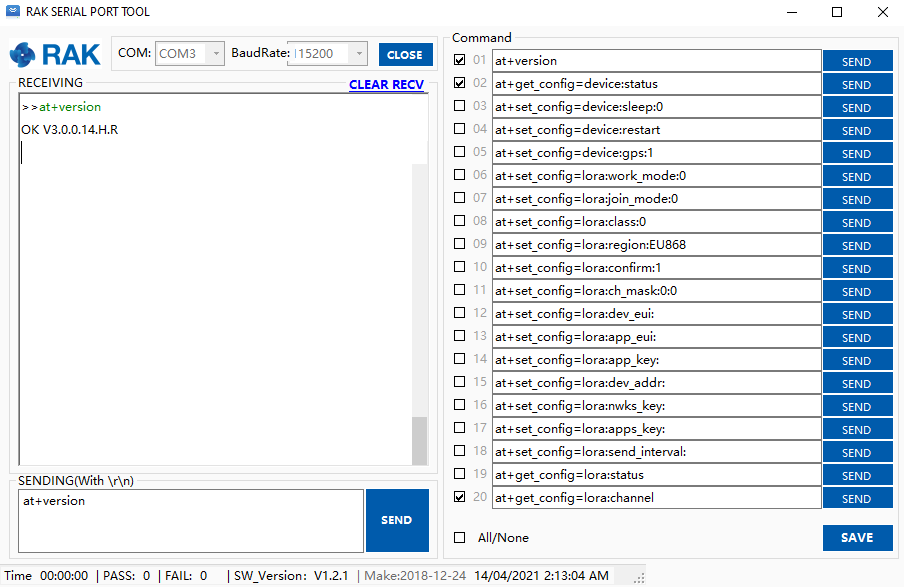 RAK SERIAL PORT TOOL
RAK
COM: COM3 BaudRate: 115200 CLOSE
RECEIVING
CLEAR RECV
>>at+version
OK V3.0.0.14.H.R
SENDING(With \r\n)
at+version
SEND
Command
01 at+version SEND
02 at+get_config=device:status SEND
03 at+set_config=device:sleep:0 SEND
04 at+set_config=device:restart SEND
05 at+set_config=device:gps:1 SEND
06 at+set_config=lora:work_mode:0 SEND
07 at+set_config=lora:join_mode:0 SEND
08 at+set_config=lora:class:0 SEND
09 at+set_config=lora:region:EU868 SEND
10 at+set_config=lora:confirm:1 SEND
11 at+set_config=lora:ch_mask:0:0 SEND
12 at+set_config=lora:dev_eui: SEND
13 at+set_config=lora:app_eui: SEND
14 at+set_config=lora:app_key: SEND
15 at+set_config=lora:dev_addr: SEND
16 at+set_config=lora:nwks_key: SEND
17 at+set_config=lora:apps_key: SEND
18 at+set_config=lora:send_interval: SEND
19 at+get_config=lora:status SEND
20 at+get_config=lora:channel SEND
All/None SAVE
Time 00:00:00 | PASS: 0 | FAIL: 0 | SW_Version: V1.2.1 | Make:2018-12-24 14/04/2021 2:13:04 AM